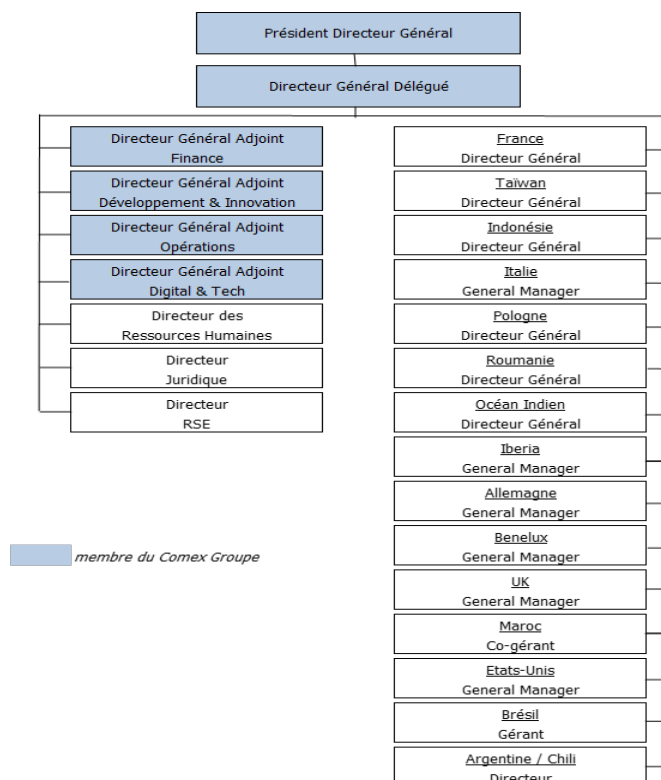 Président Directeur Général
Directeur Général Délégué
Directeur Général Adjoint
Finance
Directeur Général Adjoint
Développement & Innovation
Directeur Général Adjoint
Opérations
Directeur Général Adjoint
Digital & Tech
Directeur des
Ressources Humaines
Directeur
Juridique
Directeur
RSE
membre du Comex Groupe
France
Directeur Général
Taïwan
Directeur Général
Indonésie
Directeur Général
Italie
General Manager
Pologne
Directeur Général
Roumanie
Directeur Général
Océan Indien
Directeur Général
Iberia
General Manager
Allemagne
General Manager
Benelux
General Manager
UK
General Manager
Maroc
Co-gérant
Etats-Unis
General Manager
Brésil
Gérant
Argentine / Chili
Directeur